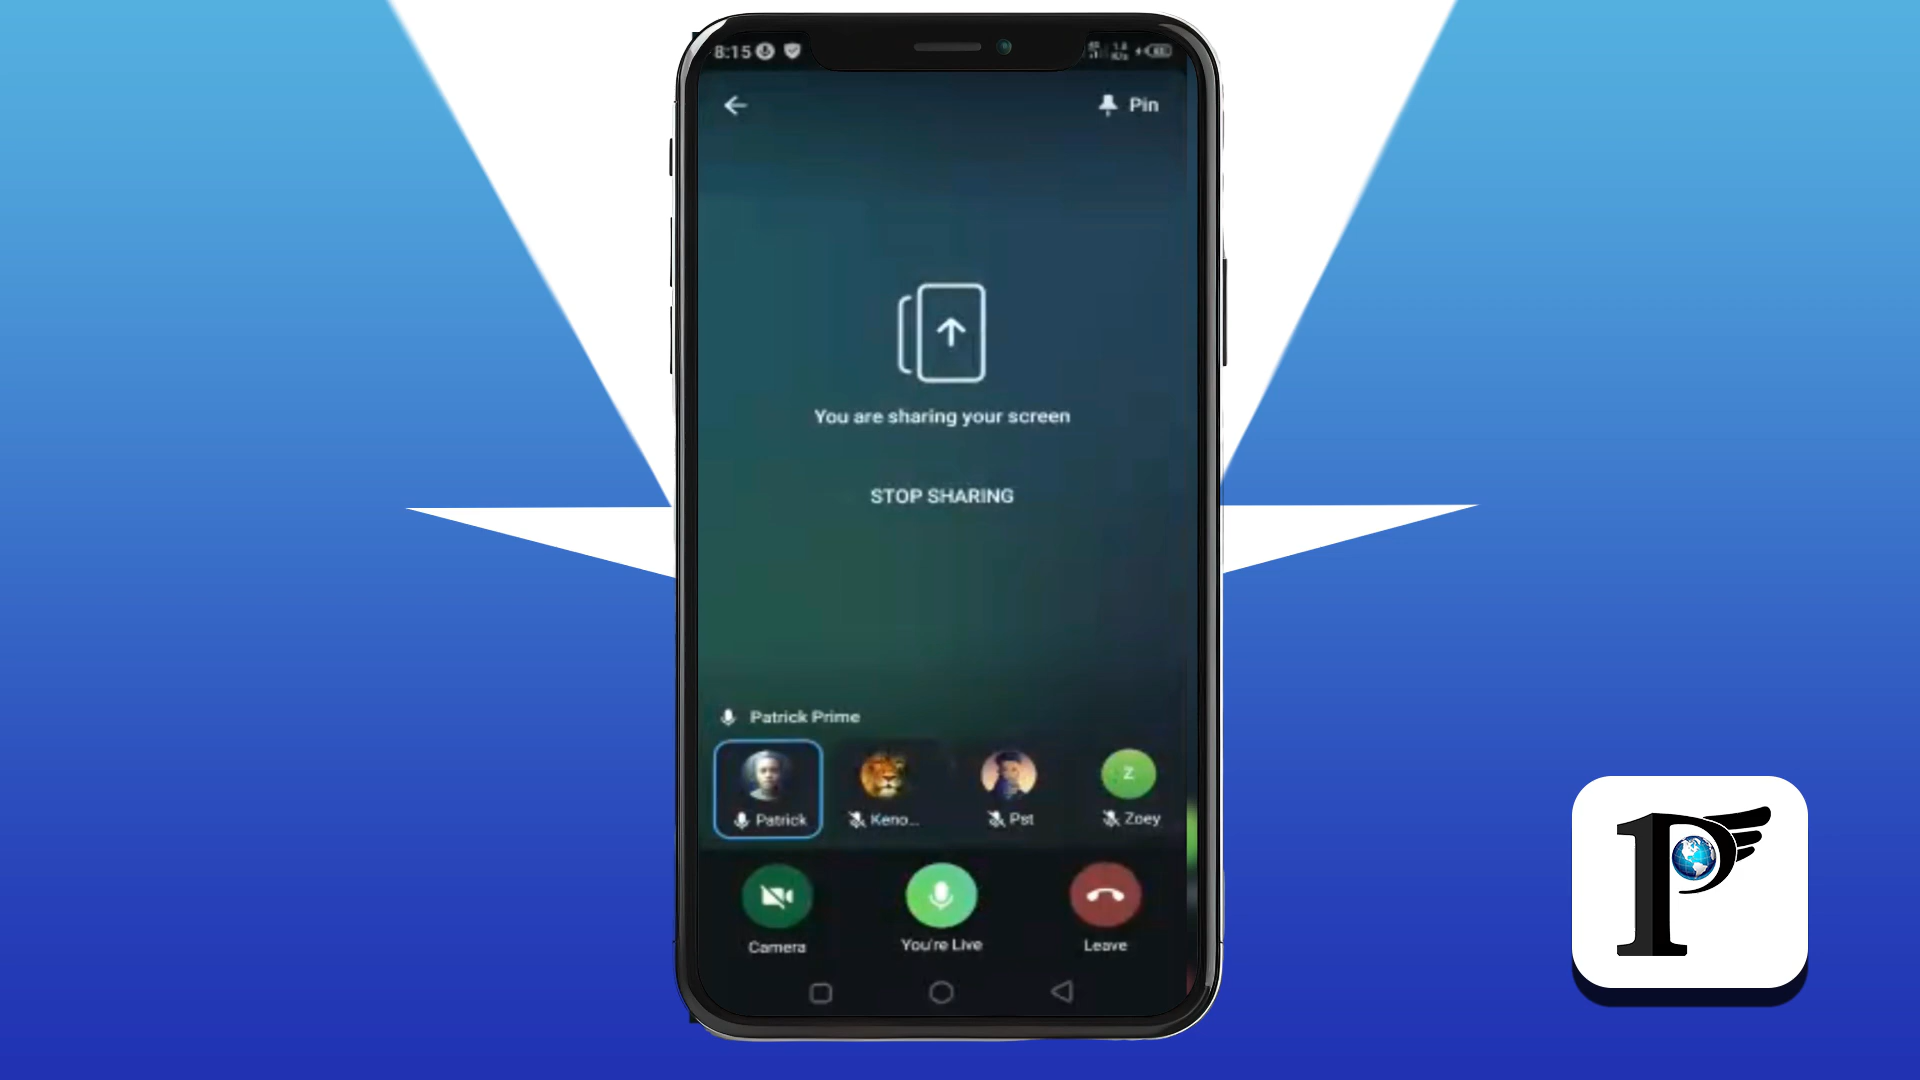 8:15
Pin
You are sharing your screen
STOP SHARING
Patrick Prime
Patrick
Keno...
Pst
Z
Zoey
Camera
You're Live
Leave
P